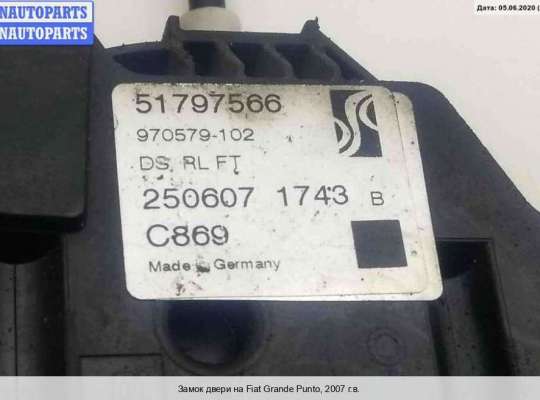 NAUTOPARTS
AUTOPARTS
Дата: 05.06.2020 (
51797566
970579-102
DS RL FT
250607 1743 B
C869
Made in Germany
Замок двери на Fiat Grande Punto, 2007 г.в.